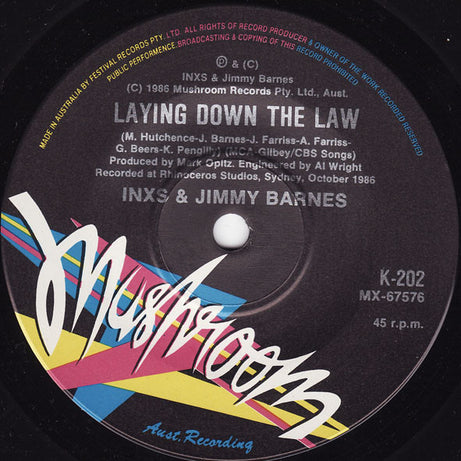 MADE IN AUSTRALIA BY FESTIVAL RECORDS PTY. LTD. ALL RIGHTS OF RECORD PRODUCER & OWNER OF THE WORK RECORDED RESERVED
PUBLIC PERFORMANCE, BROADCASTING & COPYING OF THIS RECORD PROHIBITED
Ⓟ & (C)
INXS & Jimmy Barnes
(C) 1986 Mushroom Records Pty. Ltd., Aust.
LAYING DOWN THE LAW
(M. Hutchence-J. Barnes-J. Farriss-A. Farriss-
G. Beers-K. Pengilly) (MCA-Gilbey/CBS Songs)
Produced by Mark Opitz. Engineered by Al Wright
Recorded at Rhinoceros Studios, Sydney, October 1986
INXS & JIMMY BARNES
K-202
MX-67576
45 r.p.m.
Mushroom
Aust. Recording